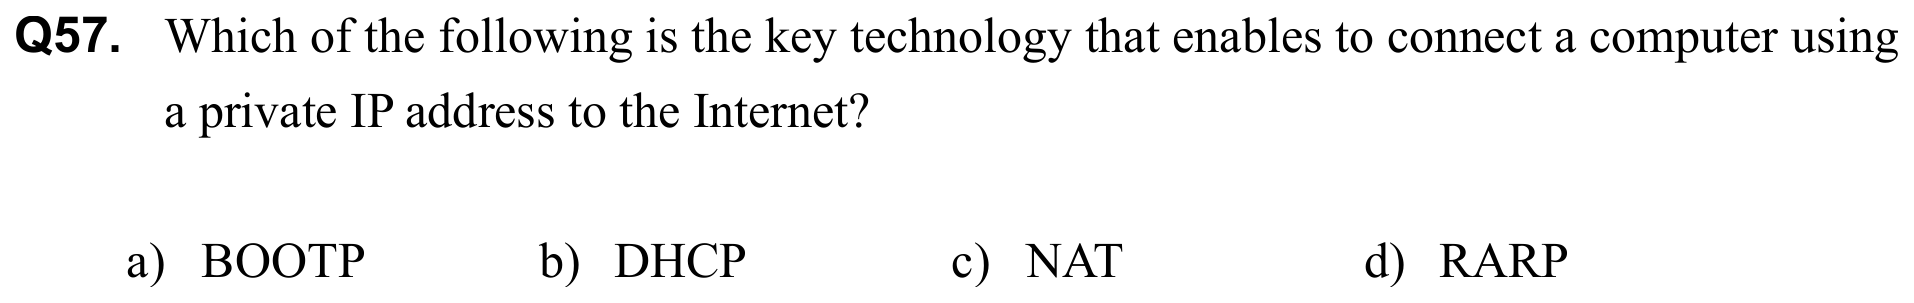 Q57. Which of the following is the key technology that enables to connect a computer using
a private IP address to the Internet?
a) BOOTP b) DHCP c) NAT d) RARP